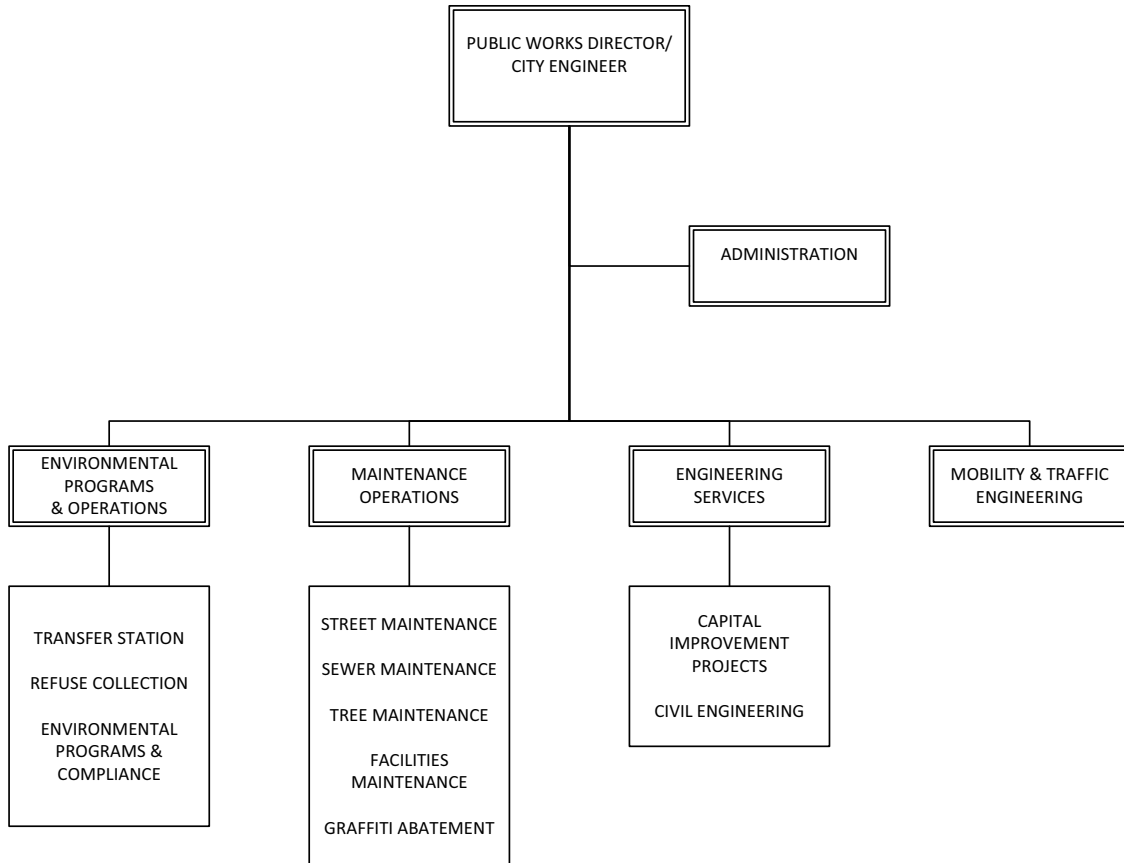 PUBLIC WORKS DIRECTOR/
CITY ENGINEER
ADMINISTRATION
ENVIRONMENTAL
PROGRAMS
& OPERATIONS
MAINTENANCE
OPERATIONS
ENGINEERING
SERVICES
MOBILITY & TRAFFIC
ENGINEERING
TRANSFER STATION
REFUSE COLLECTION
ENVIRONMENTAL
PROGRAMS &
COMPLIANCE
STREET MAINTENANCE
SEWER MAINTENANCE
TREE MAINTENANCE
FACILITIES
MAINTENANCE
GRAFFITI ABATEMENT
CAPITAL
IMPROVEMENT
PROJECTS
CIVIL ENGINEERING